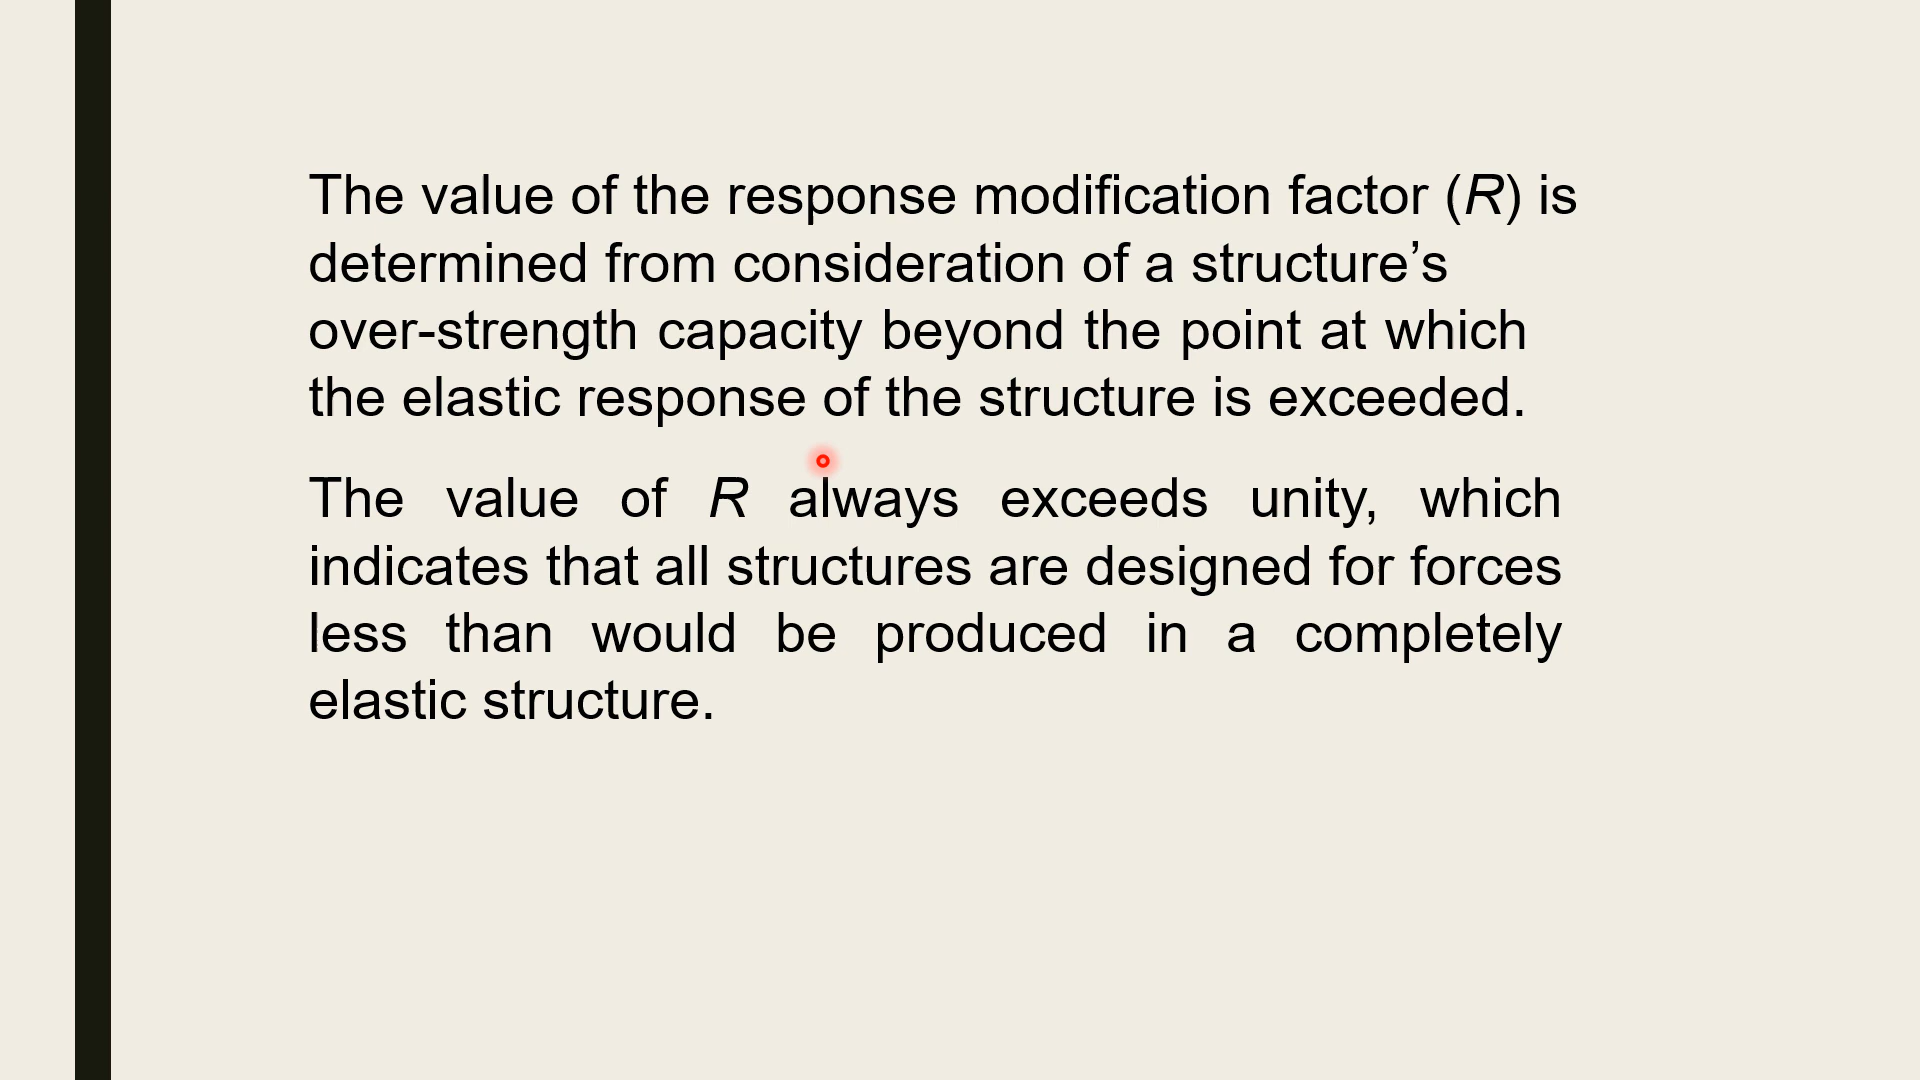 The value of the response modification factor (R) is
determined from consideration of a structure’s
over-strength capacity beyond the point at which
the elastic response of the structure is exceeded.
The value of R always exceeds unity, which
indicates that all structures are designed for forces
less than would be produced in a completely
elastic structure.